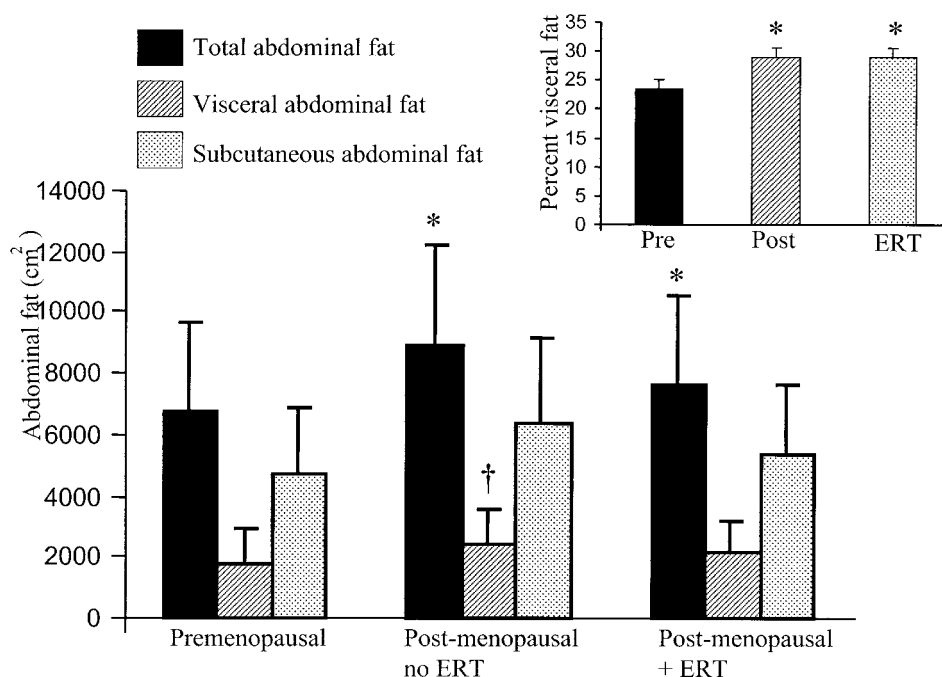 Total abdominal fat
Visceral abdominal fat
Subcutaneous abdominal fat
Percent visceral fat
35
30
25
20
15
10
5
0
*
*
Pre
Post
ERT
Abdominal fat (cm²)
14000
12000
10000
8000
6000
4000
2000
0
*
†
*
Premenopausal
Post-menopausal
no ERT
Post-menopausal
+ ERT